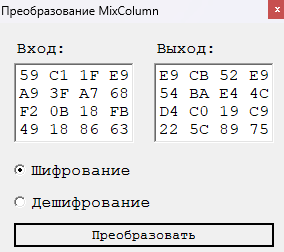 Преобразование MixColumn x
Вход: Выход:
59 C1 1F E9 E9 CB 52 E9
A9 3F A7 68 54 BA E4 4C
F2 0B 18 FB D4 C0 19 C9
49 18 86 63 22 5C 89 75
Шифрование
Дешифрование
Преобразовать